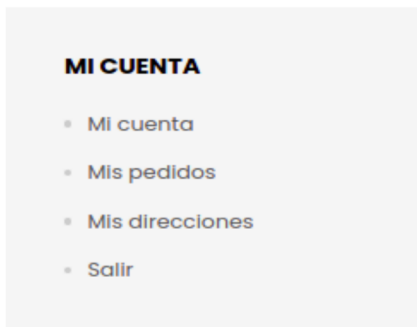 MI CUENTA
Mi cuenta
Mis pedidos
Mis direcciones
Salir